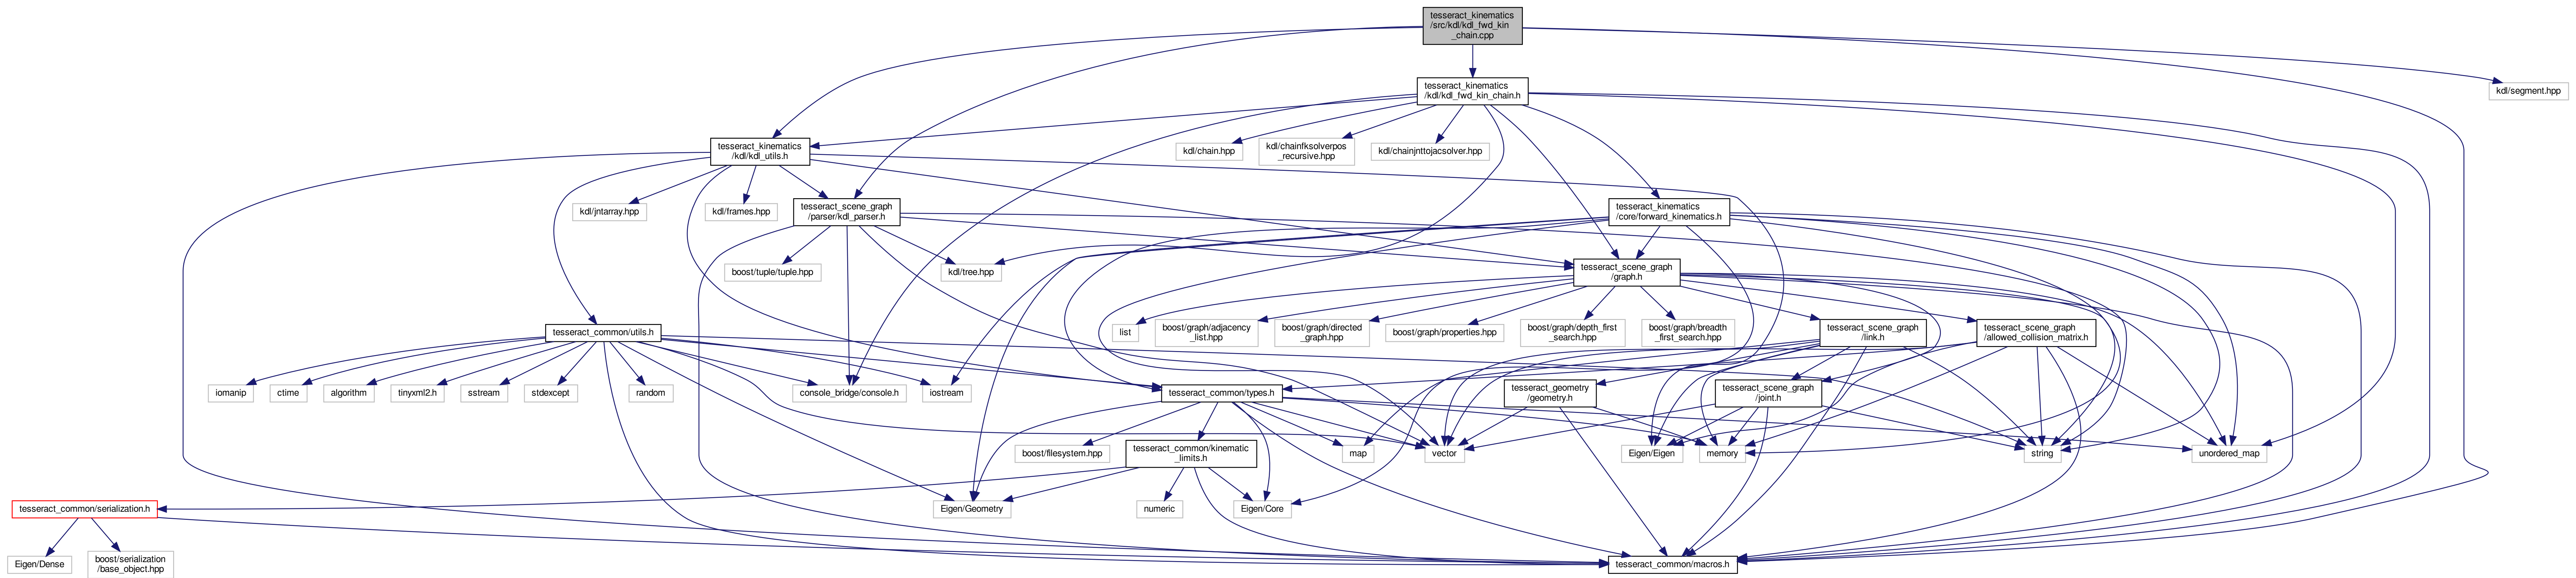 tesseract_kinematics
/src/kdl/kdl_fwd_kin
_chain.cpp
tesseract_kinematics
/kdl/kdl_fwd_kin_chain.h
kdl/segment.hpp
tesseract_kinematics
/kdl/kdl_utils.h
kdl/chain.hpp
kdl/chainfksolverpos
_recursive.hpp
kdl/chainjnttojacsolver.hpp
kdl/jntarray.hpp
kdl/frames.hpp
tesseract_scene_graph
/parser/kdl_parser.h
tesseract_kinematics
/core/forward_kinematics.h
boost/tuple/tuple.hpp
kdl/tree.hpp
tesseract_scene_graph
/graph.h
tesseract_common/utils.h
list
boost/graph/adjacency
_list.hpp
boost/graph/directed
_graph.hpp
boost/graph/properties.hpp
boost/graph/depth_first
_search.hpp
boost/graph/breadth
_first_search.hpp
tesseract_scene_graph
/link.h
tesseract_scene_graph
/allowed_collision_matrix.h
iomanip
ctime
algorithm
tinyxml2.h
sstream
stdexcept
random
console_bridge/console.h
iostream
tesseract_common/types.h
tesseract_geometry
/geometry.h
tesseract_scene_graph
/joint.h
boost/filesystem.hpp
tesseract_common/kinematic
_limits.h
map
vector
Eigen/Eigen
memory
string
unordered_map
tesseract_common/serialization.h
Eigen/Geometry
numeric
Eigen/Core
Eigen/Dense
boost/serialization
/base_object.hpp
tesseract_common/macros.h